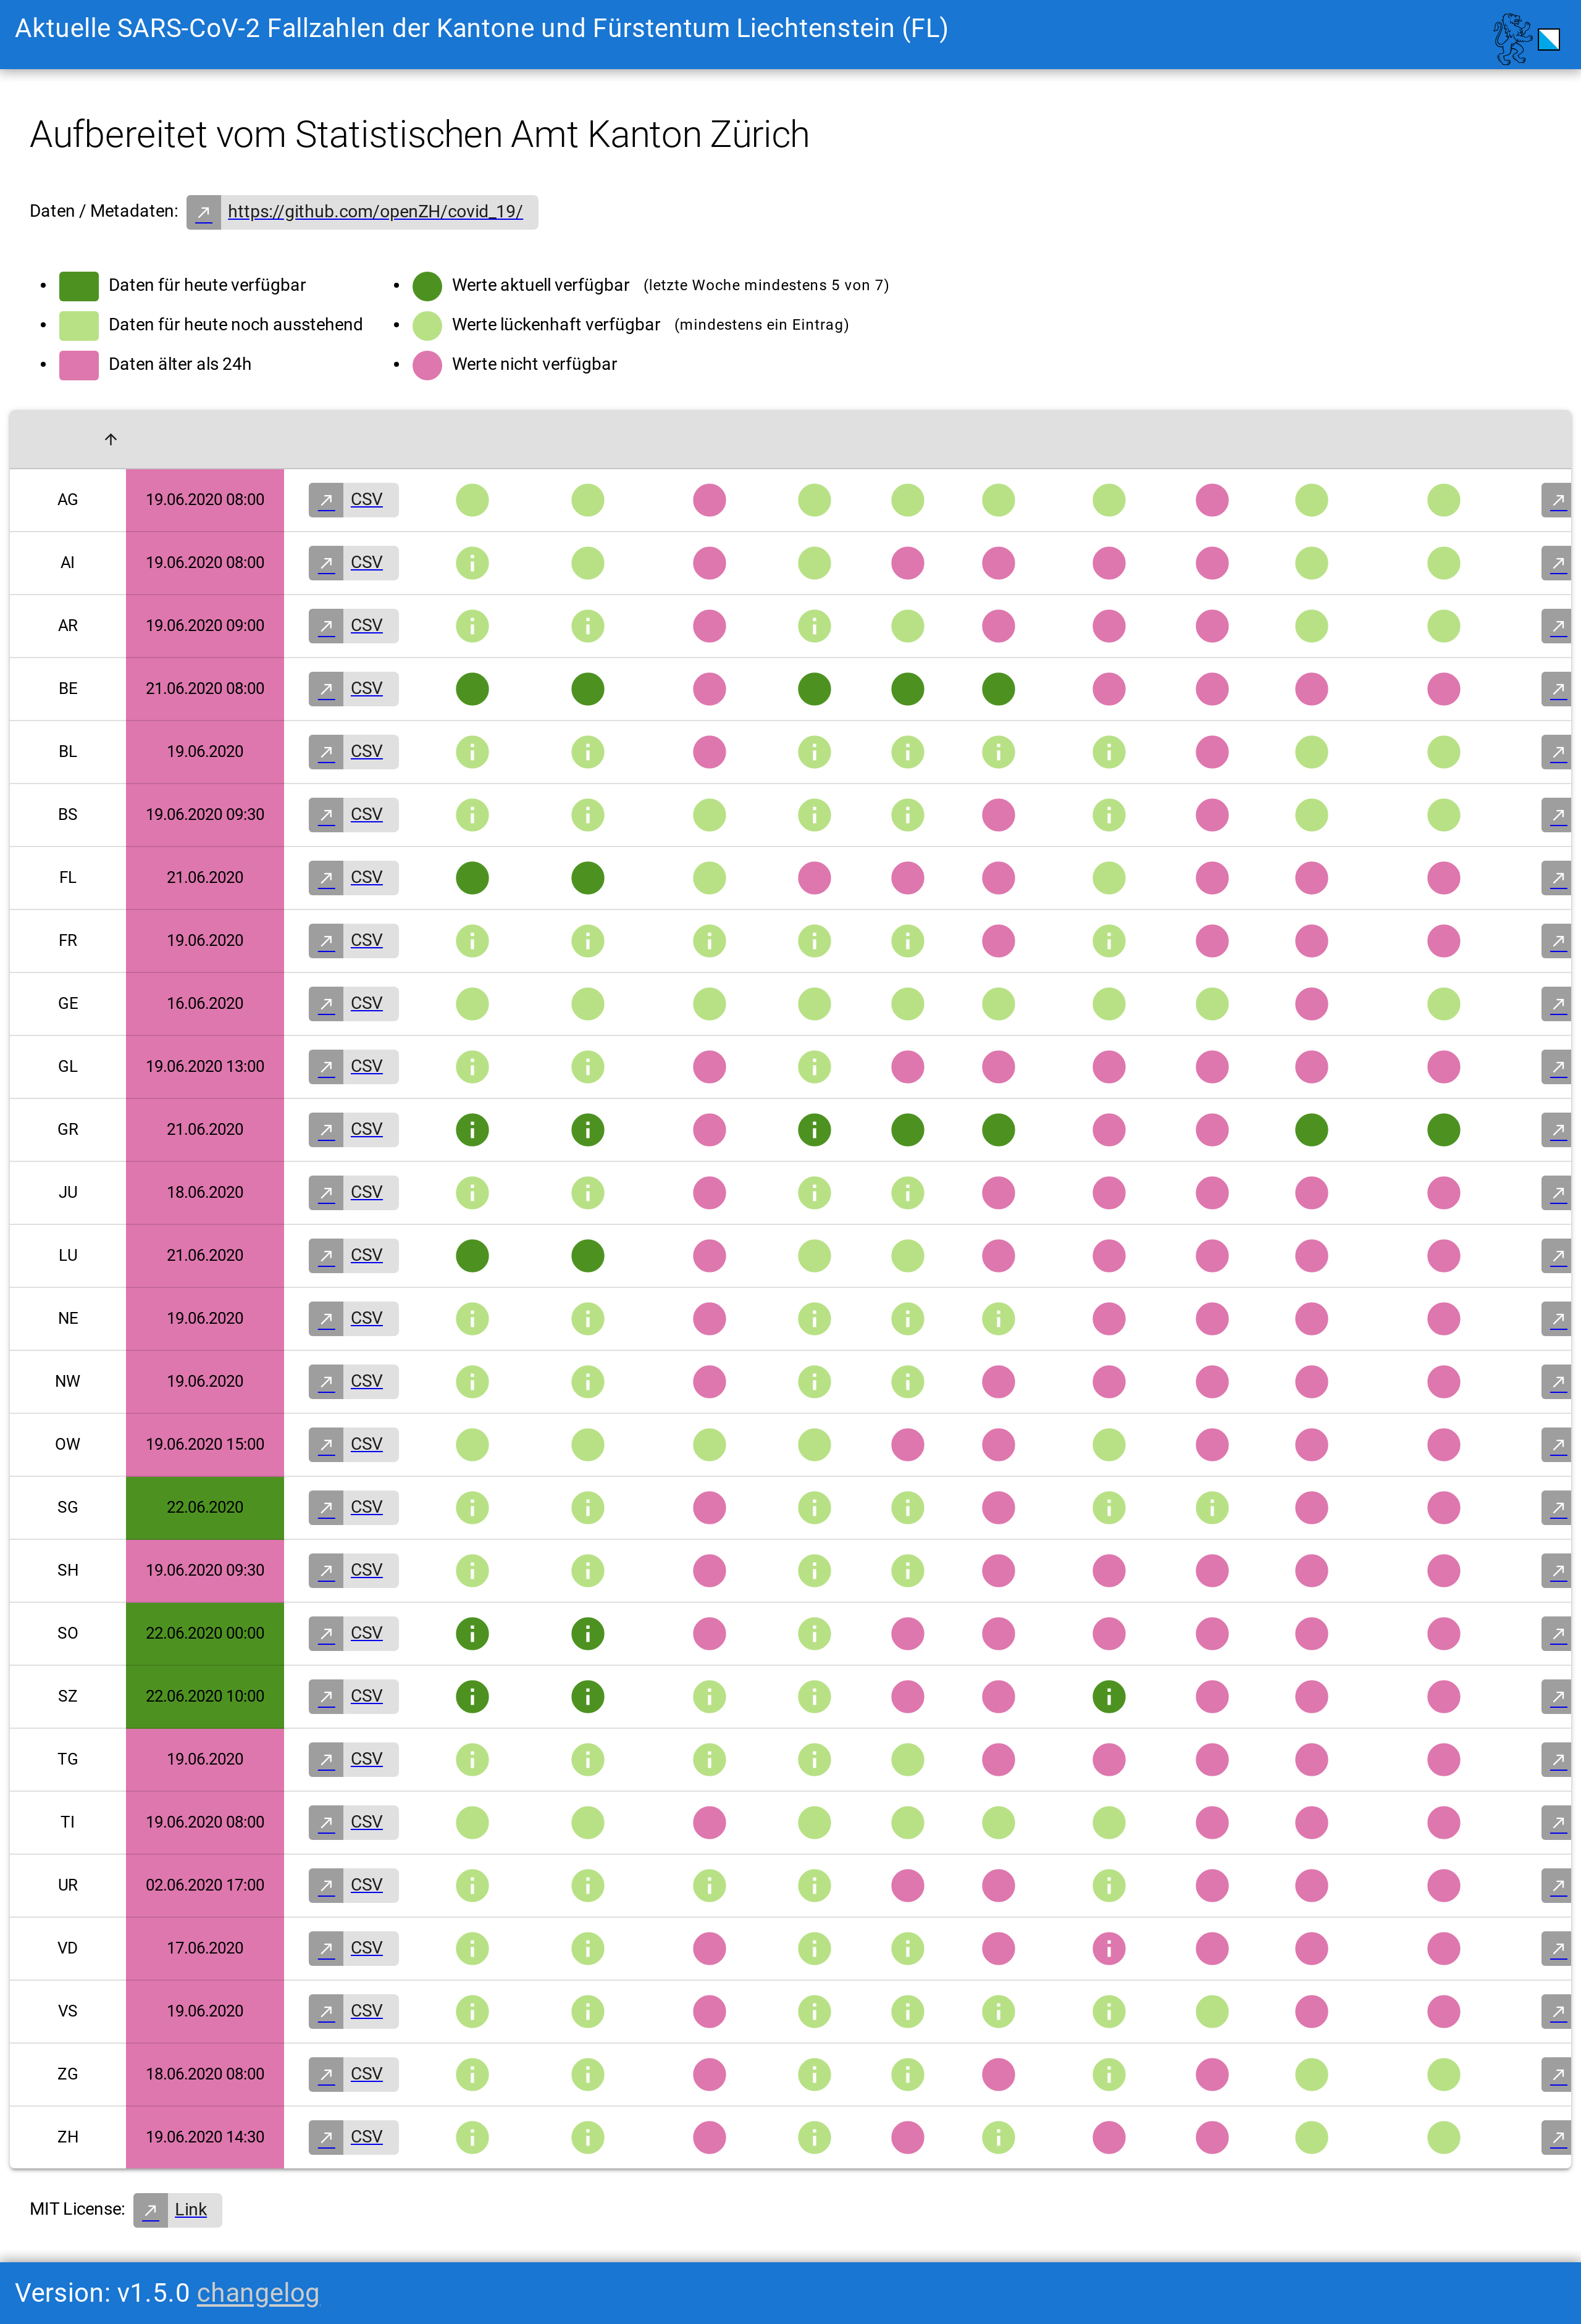 Aktuelle SARS-CoV-2 Fallzahlen der Kantone und Fürstentum Liechtenstein (FL)
Aufbereitet vom Statistischen Amt Kanton Zürich
Daten / Metadaten: https://github.com/openZH/covid_19/
Daten für heute verfügbar
Daten für heute noch ausstehend
Daten älter als 24h
Werte aktuell verfügbar (letzte Woche mindestens 5 von 7)
Werte lückenhaft verfügbar (mindestens ein Eintrag)
Werte nicht verfügbar
AG 19.06.2020 08:00 CSV
AI 19.06.2020 08:00 CSV
AR 19.06.2020 09:00 CSV
BE 21.06.2020 08:00 CSV
BL 19.06.2020 CSV
BS 19.06.2020 09:30 CSV
FL 21.06.2020 CSV
FR 19.06.2020 CSV
GE 16.06.2020 CSV
GL 19.06.2020 13:00 CSV
GR 21.06.2020 CSV
JU 18.06.2020 CSV
LU 21.06.2020 CSV
NE 19.06.2020 CSV
NW 19.06.2020 CSV
OW 19.06.2020 15:00 CSV
SG 22.06.2020 CSV
SH 19.06.2020 09:30 CSV
SO 22.06.2020 00:00 CSV
SZ 22.06.2020 10:00 CSV
TG 19.06.2020 CSV
TI 19.06.2020 08:00 CSV
UR 02.06.2020 17:00 CSV
VD 17.06.2020 CSV
VS 19.06.2020 CSV
ZG 18.06.2020 08:00 CSV
ZH 19.06.2020 14:30 CSV
MIT License: Link
Version: v1.5.0 changelog